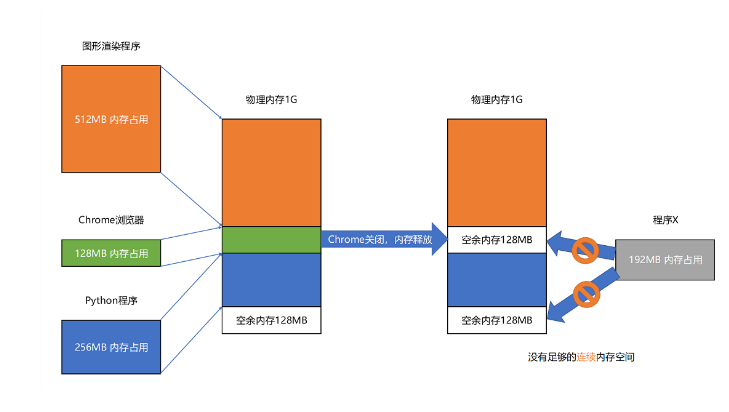 图形渲染程序
512MB 内存占用
Chrome浏览器
128MB 内存占用
Python程序
256MB 内存占用
物理内存1G
空余内存128MB
Chrome关闭，内存释放
物理内存1G
空余内存128MB
空余内存128MB
程序X
192MB 内存占用
没有足够的连续内存空间